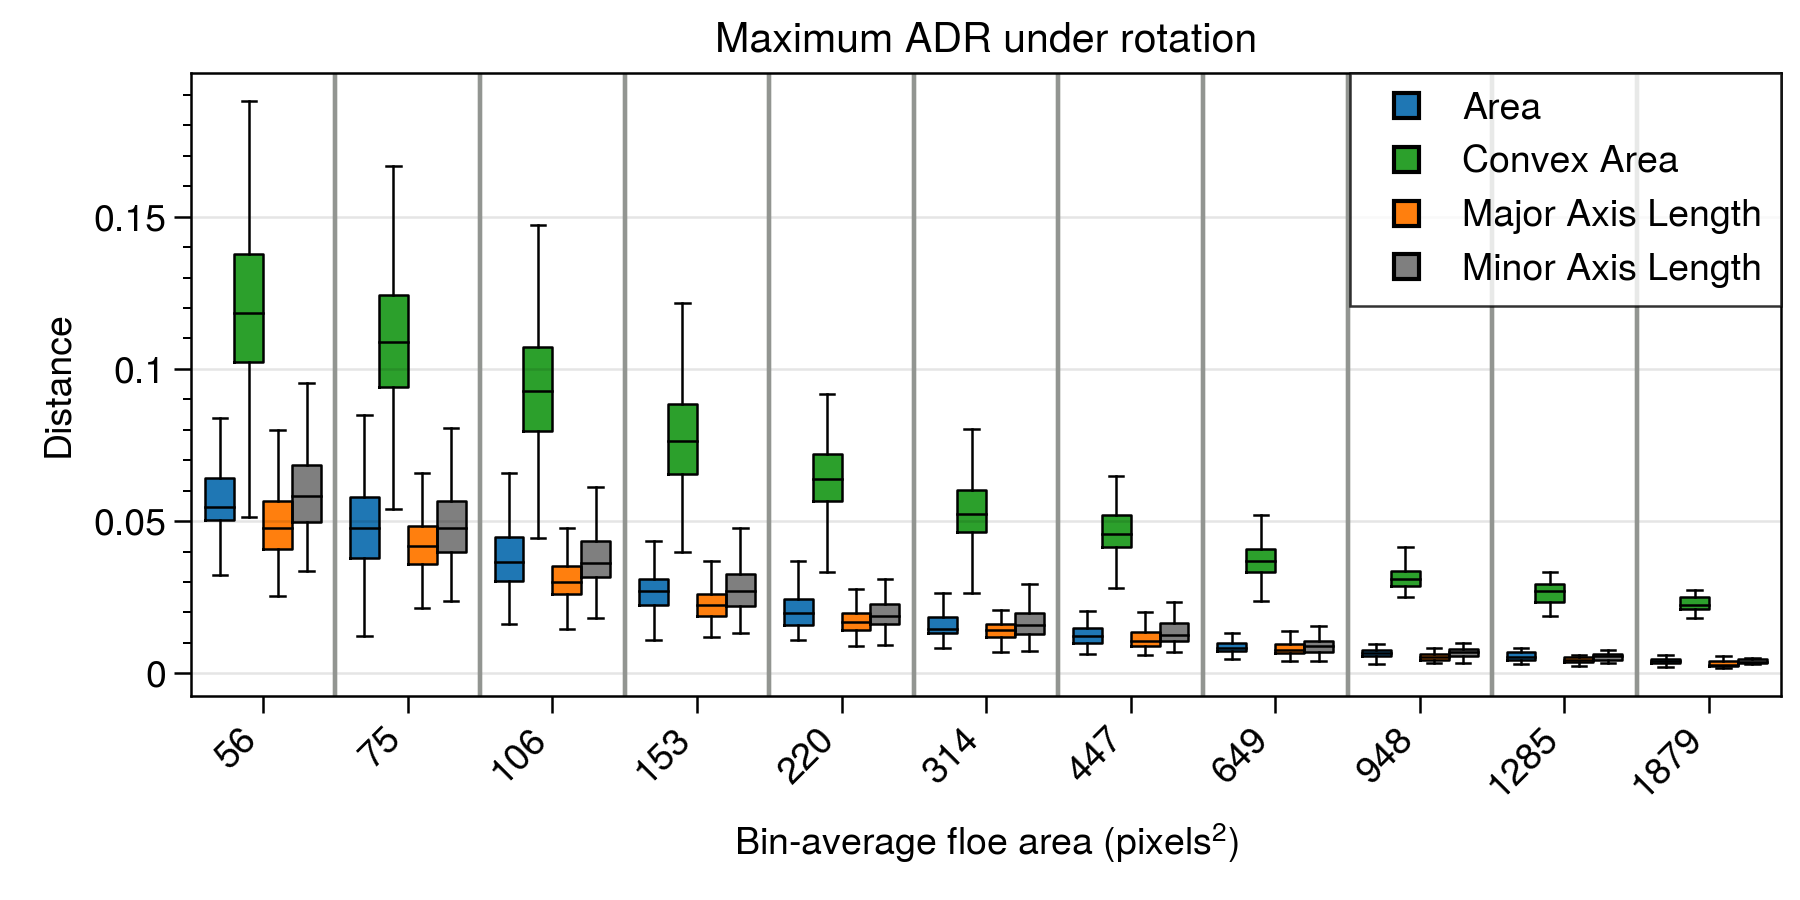 Maximum ADR under rotation
Area
Convex Area
Major Axis Length
Minor Axis Length
Distance
0.15
0.1
0.05
0
56
75
106
153
220
314
447
649
948
1285
1879
Bin-average floe area (pixels²)